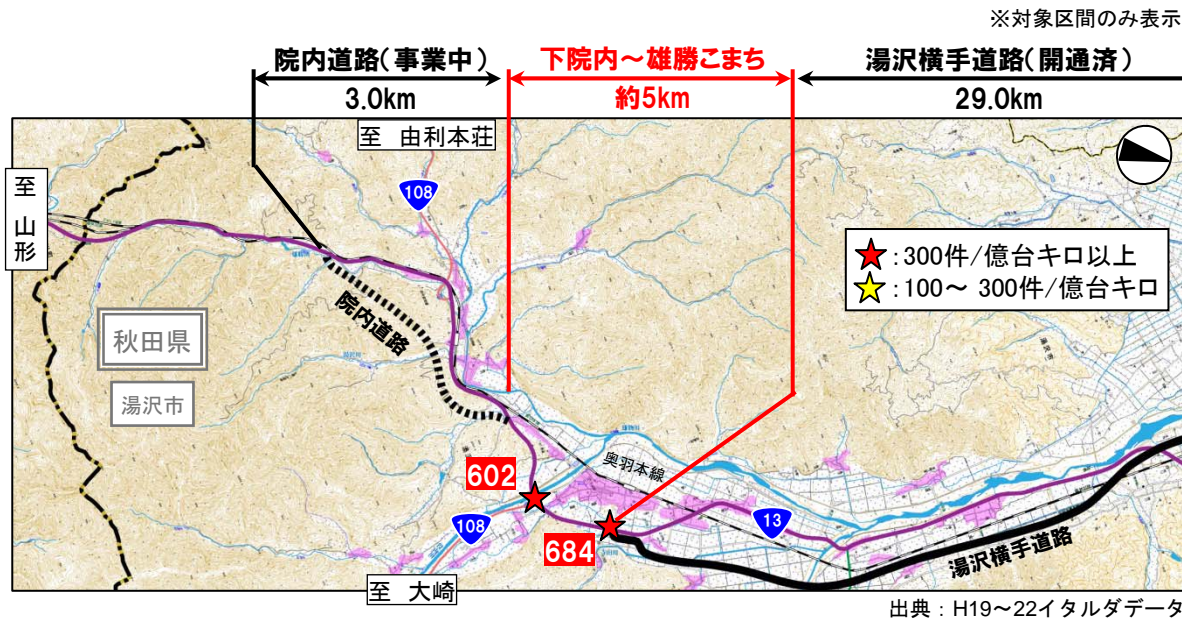 ※対象区間のみ表示
院内道路(事業中)
下院内～雄勝こまち
湯沢横手道路(開通済)
3.0km
約5km
29.0km
至 由利本荘
至 山形
108
★:300件/億台キロ以上
★:100～ 300件/億台キロ
院内道路
秋田県
湯沢市
奥羽本線
602
108
13
684
湯沢横手道路
至 大崎
出典：H19～22イタルダデータ